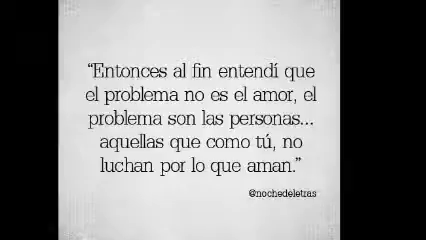 “Entonces al fin entendí que
el problema no es el amor, el
problema son las personas...
aquellas que como tú, no
luchan por lo que aman.”
@nochedeletras